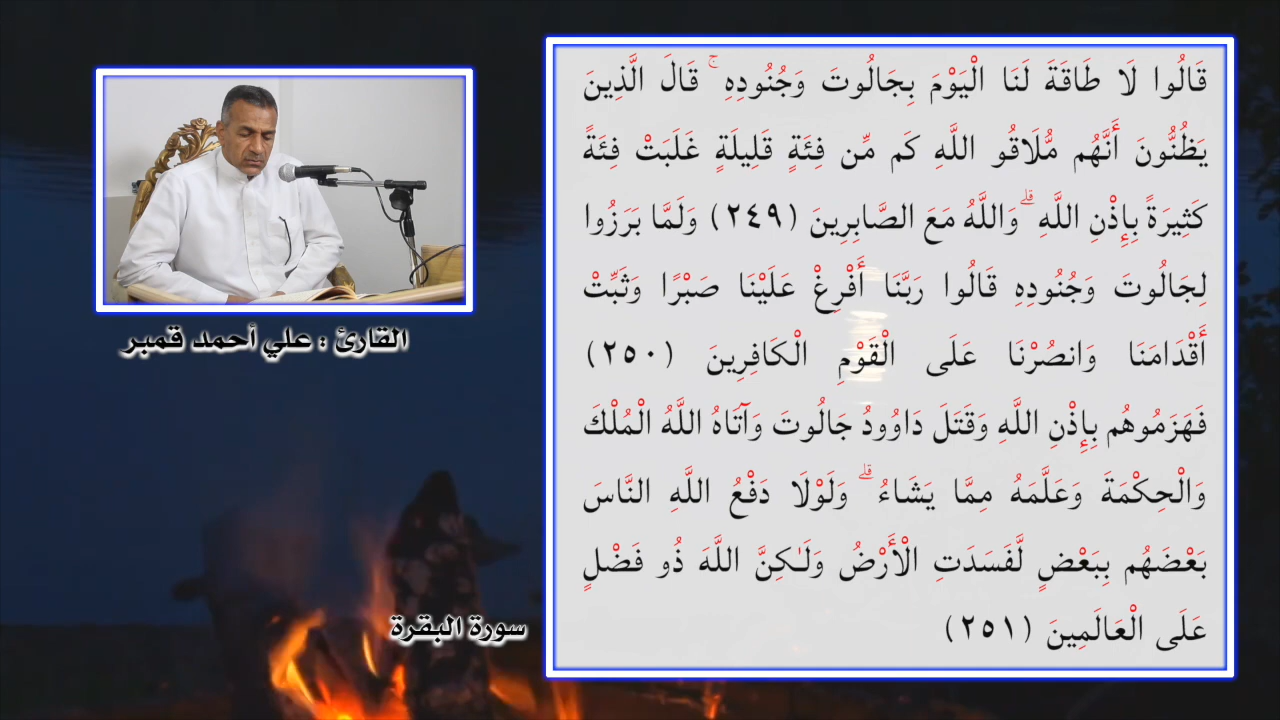 قَالُوا لَا طَاقَةَ لَنَا الْيَوْمَ بِجَالُوتَ وَجُنُودِهِ ۚ قَالَ الَّذِينَ
يَظُنُّونَ أَنَّهُم مُّلَاقُو اللَّهِ كَم مِّن فِئَةٍ قَلِيلَةٍ غَلَبَتْ فِئَةً
كَثِيرَةً بِإِذْنِ اللَّهِ ۗ وَاللَّهُ مَعَ الصَّابِرِينَ (٢٤٩) وَلَمَّا بَرَزُوا
لِجَالُوتَ وَجُنُودِهِ قَالُوا رَبَّنَا أَفْرِغْ عَلَيْنَا صَبْرًا وَثَبِّتْ
أَقْدَامَنَا وَانصُرْنَا عَلَى الْقَوْمِ الْكَافِرِينَ (٢٥٠)
فَهَزَمُوهُم بِإِذْنِ اللَّهِ وَقَتَلَ دَاوُودُ جَالُوتَ وَآتَاهُ اللَّهُ الْمُلْكَ
وَالْحِكْمَةَ وَعَلَّمَهُ مِمَّا يَشَاءُ ۗ وَلَوْلَا دَفْعُ اللَّهِ النَّاسَ
بَعْضَهُم بِبَعْضٍ لَّفَسَدَتِ الْأَرْضُ وَلَٰكِنَّ اللَّهَ ذُو فَضْلٍ
عَلَى الْعَالَمِينَ (٢٥١)
القارئ : علي أحمد قمبر
سورة البقرة